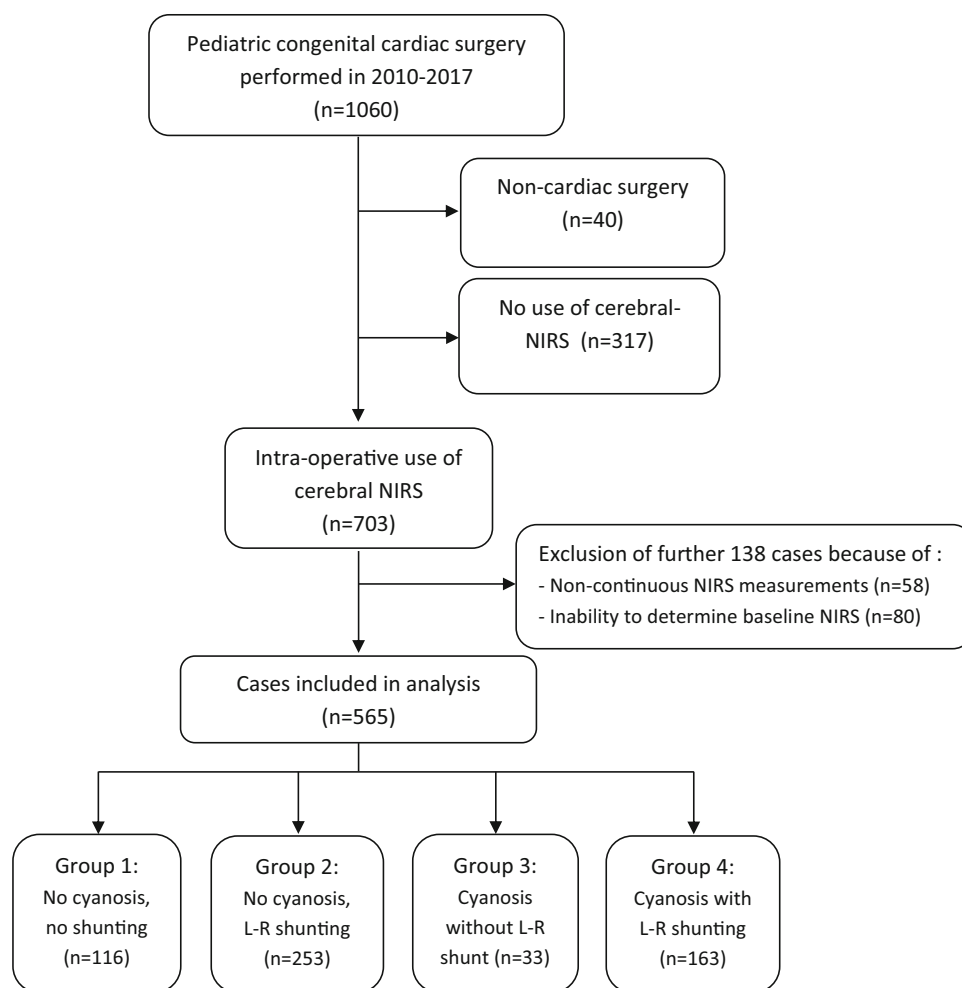 Pediatric congenital cardiac surgery
performed in 2010-2017
(n=1060)
Non-cardiac surgery
(n=40)
No use of cerebral-
NIRS (n=317)
Intra-operative use of
cerebral NIRS
(n=703)
Exclusion of further 138 cases because of :
- Non-continuous NIRS measurements (n=58)
- Inability to determine baseline NIRS (n=80)
Cases included in analysis
(n=565)
Group 1:
No cyanosis,
no shunting
(n=116)
Group 2:
No cyanosis,
L-R shunting
(n=253)
Group 3:
Cyanosis
without L-R
shunt (n=33)
Group 4:
Cyanosis with
L-R shunting
(n=163)